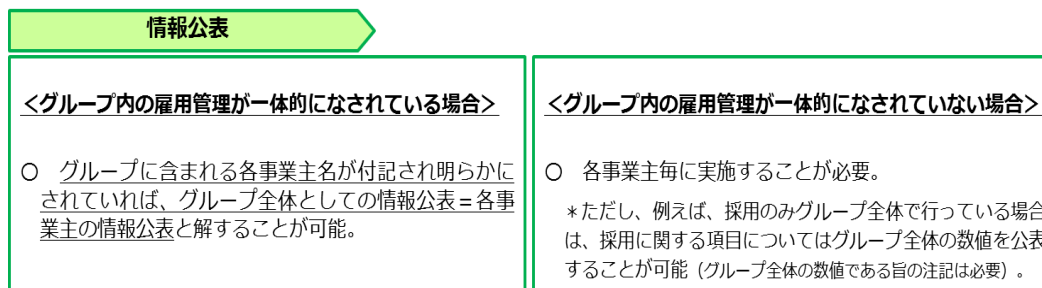 情報公表
<グループ内の雇用管理が一体的になされている場合>
○ グループに含まれる各事業主名が付記され明らかに
されていれば、グループ全体としての情報公表=各事
業主の情報公表と解することが可能。
<グループ内の雇用管理が一体的になされていない場合>
○ 各事業主毎に実施することが必要。
*ただし、例えば、採用のみグループ全体で行っている場合
は、採用に関する項目についてはグループ全体の数値を公表
することが可能(グループ全体の数値である旨の注記は必要)。